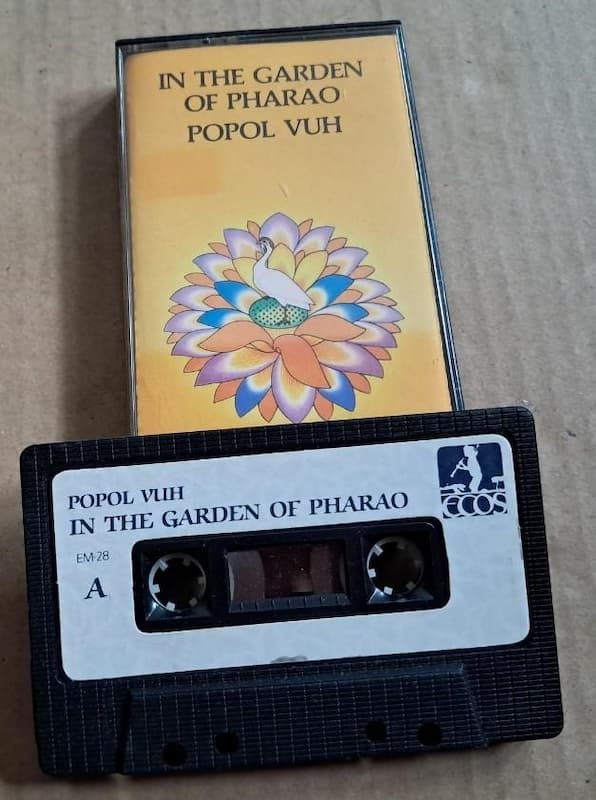 IN THE GARDEN
OF PHARAO
POPOL VUH
POPOL VUH
IN THE GARDEN OF PHARAO
EM-28
A
ECOS